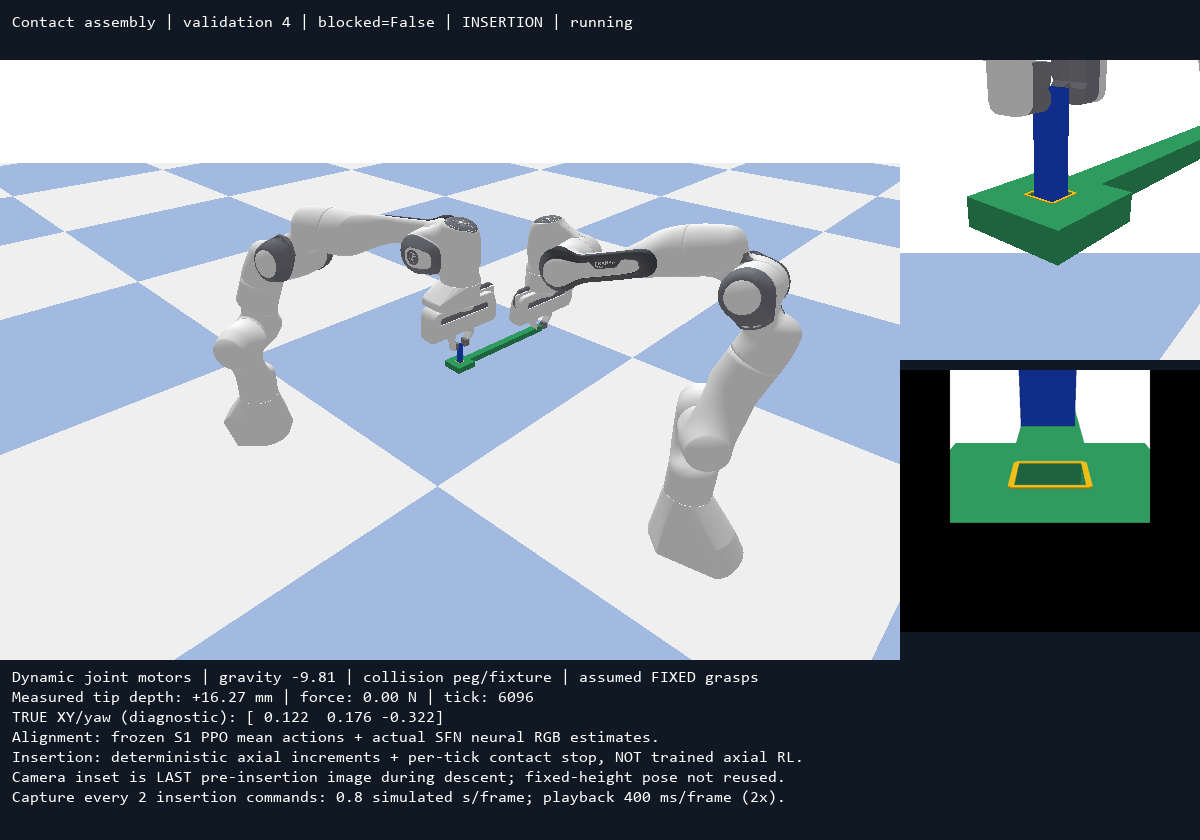 Contact assembly | validation 4 | blocked=False | INSERTION | running
Dynamic joint motors | gravity -9.81 | collision peg/fixture | assumed FIXED grasps
Measured tip depth: +16.27 mm | force: 0.00 N | tick: 6096
TRUE XY/yaw (diagnostic): [ 0.122  0.176 -0.322]
Alignment: frozen S1 PPO mean actions + actual SFN neural RGB estimates.
Insertion: deterministic axial increments + per-tick contact stop, NOT trained axial RL.
Camera inset is LAST pre-insertion image during descent; fixed-height pose not reused.
Capture every 2 insertion commands: 0.8 simulated s/frame; playback 400 ms/frame (2x).